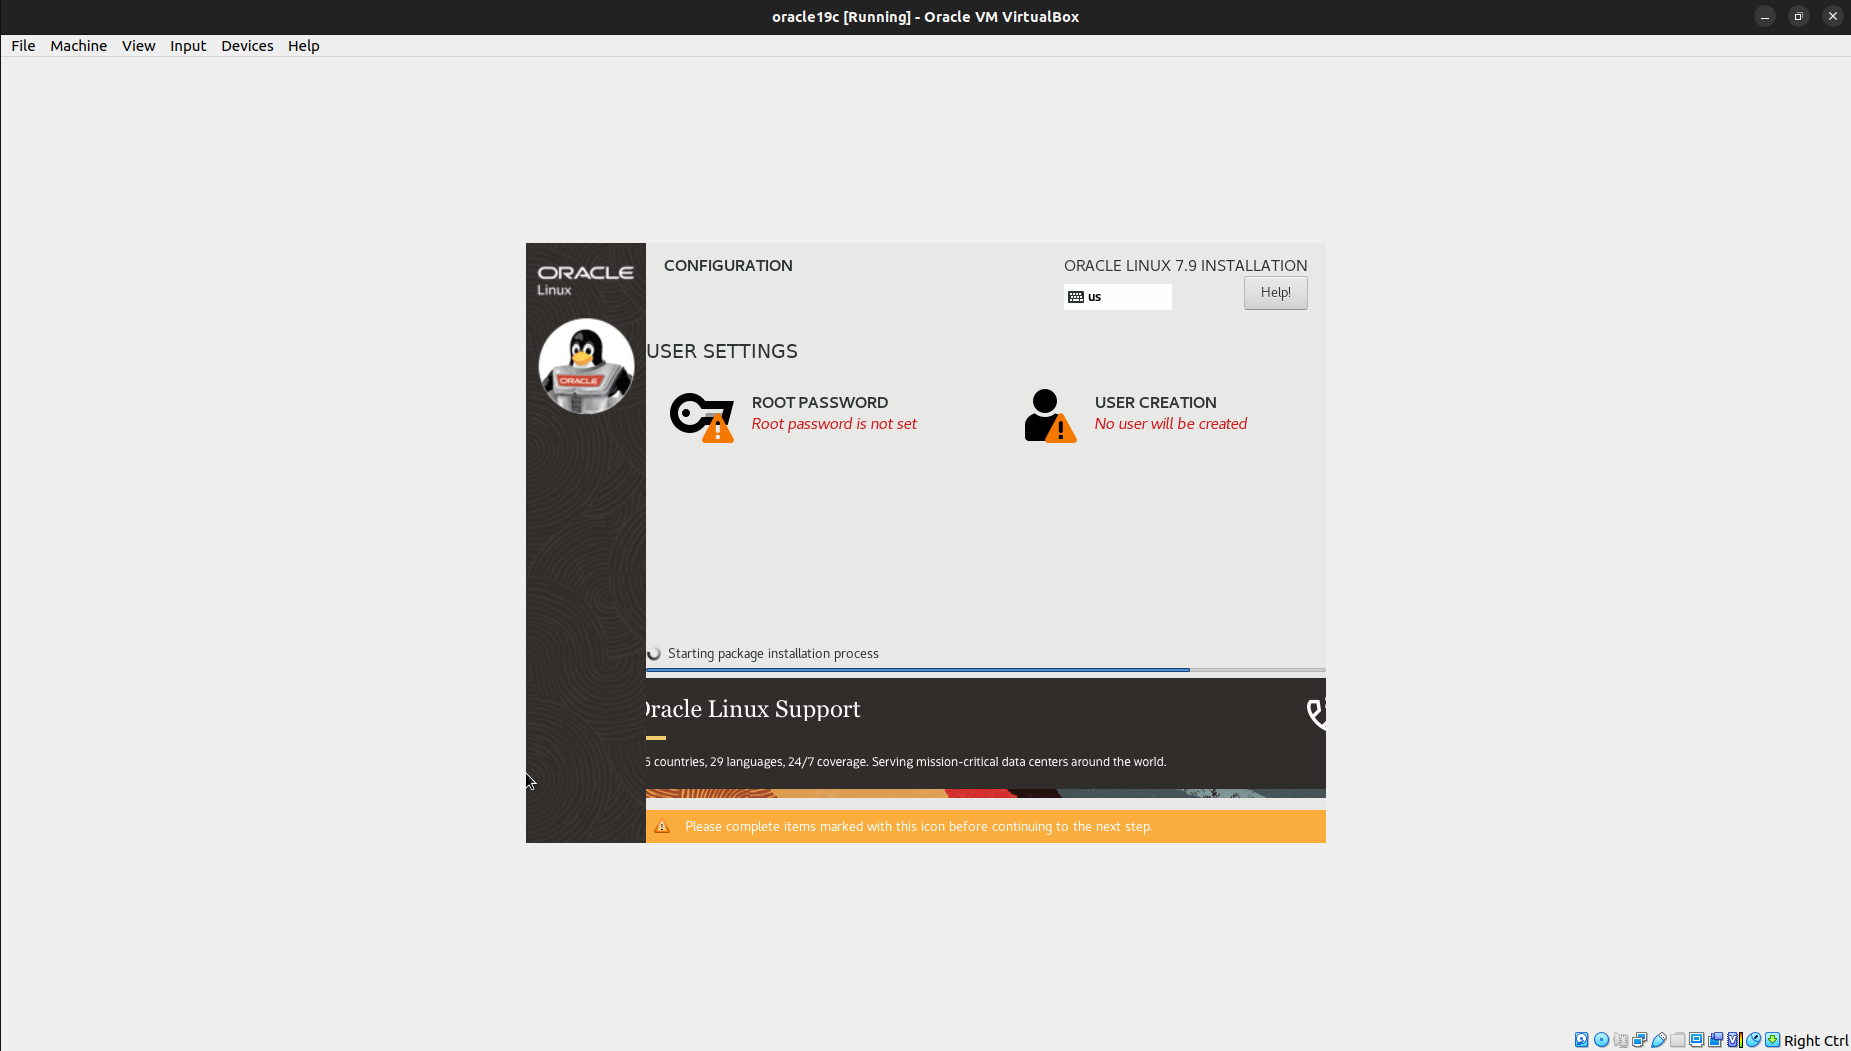 oracle19c [Running] - Oracle VM VirtualBox
File Machine View Input Devices Help
ORACLE
Linux
ORACLE
CONFIGURATION
ORACLE LINUX 7.9 INSTALLATION
us
Help!
USER SETTINGS
ROOT PASSWORD
Root password is not set
USER CREATION
No user will be created
Starting package installation process
Oracle Linux Support
5 countries, 29 languages, 24/7 coverage. Serving mission-critical data centers around the world.
Please complete items marked with this icon before continuing to the next step.
Right Ctrl